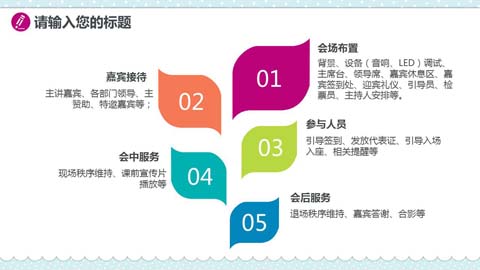 请输入您的标题
01
会场布置
背景、设备（音响、LED）调试、
主席台、领导席、嘉宾休息区、嘉
宾签到处、迎宾礼仪、引导员、检
票员、主持人安排等。
嘉宾接待
主讲嘉宾、各部门领导、主
赞助、特邀嘉宾等；
02
03
参与人员
引导签到、发放代表证、引导入场
入座、相关提醒等
会中服务
现场秩序维持、课前宣传片
播放等
04
05
会后服务
退场秩序维持、嘉宾答谢、合影等